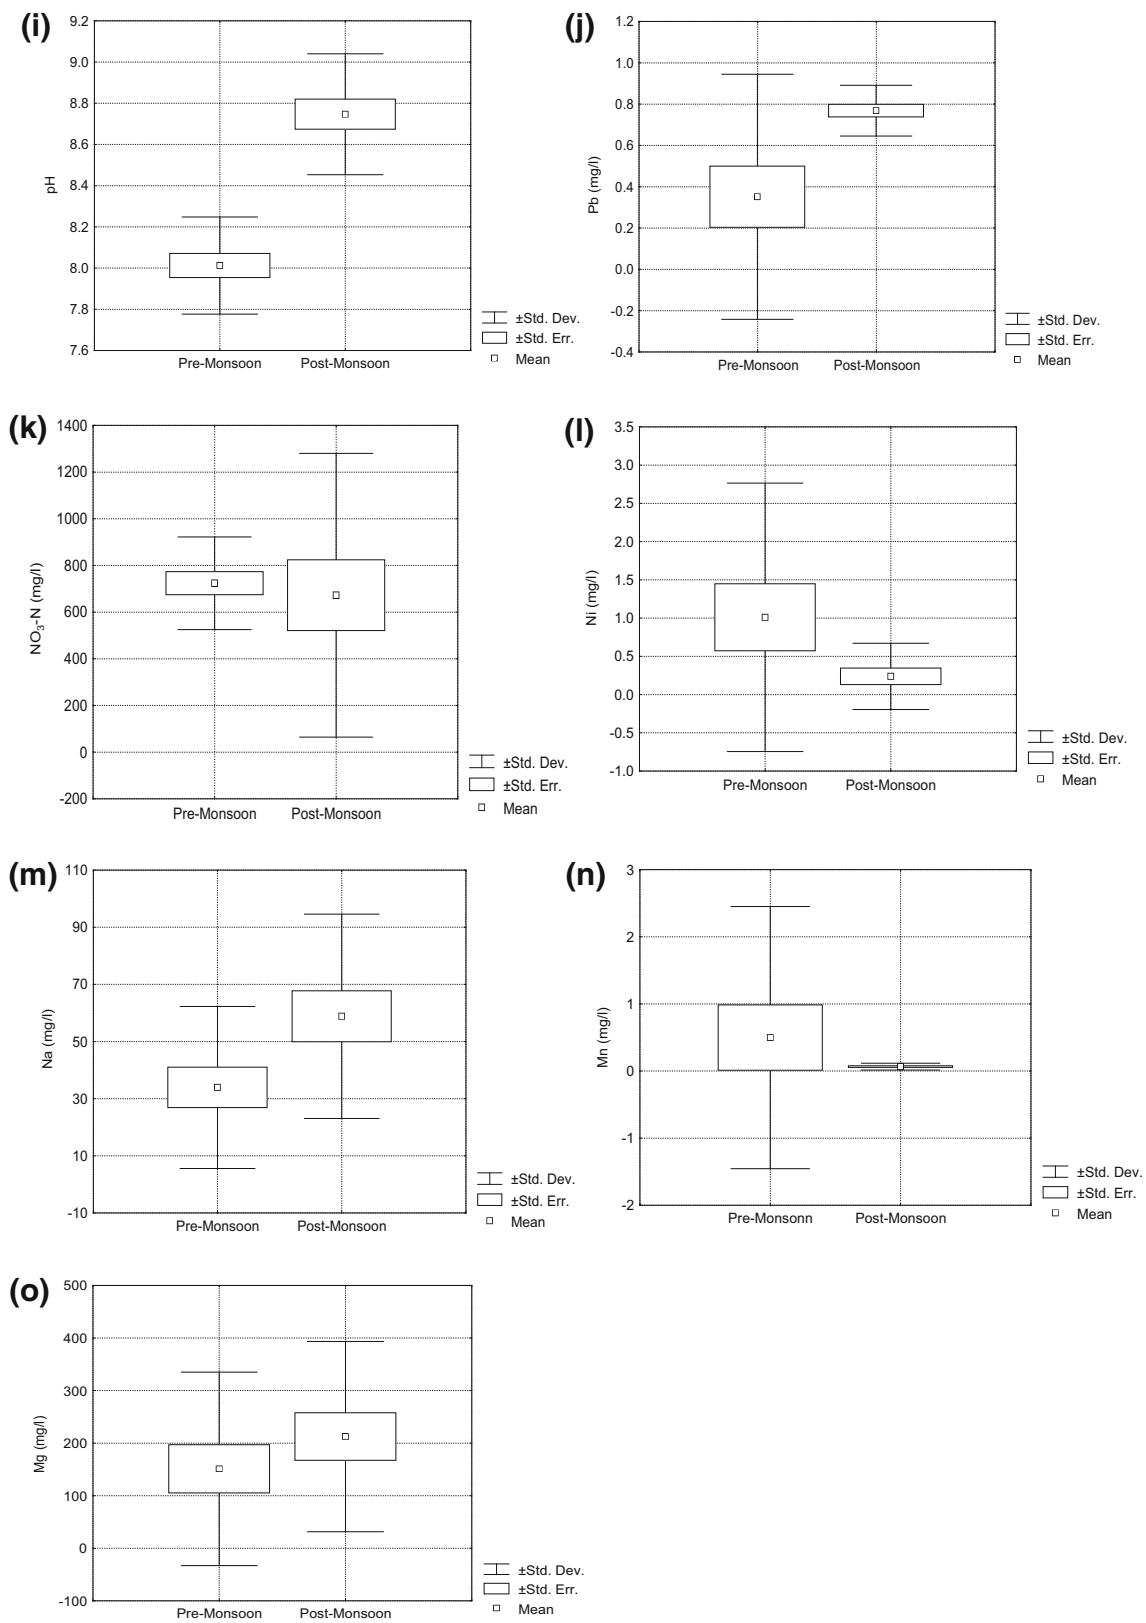 (i)
9.2
9.0
8.8
8.6
8.4
8.2
8.0
7.8
7.6
pH
Pre-Monsoon Post-Monsoon
±Std. Dev.
±Std. Err.
Mean
(j)
1.2
1.0
0.8
0.6
0.4
0.2
0.0
-0.2
-0.4
Pb (mg/l)
Pre-Monsoon Post-Monsoon
±Std. Dev.
±Std. Err.
Mean
(k)
1400
1200
1000
800
600
400
200
0
-200
NO3-N (mg/l)
Pre-Monsoon Post-Monsoon
±Std. Dev.
±Std. Err.
Mean
(l)
3.5
3.0
2.5
2.0
1.5
1.0
0.5
0.0
-0.5
-1.0
Ni (mg/l)
Pre-Monsoon Post-Monsoon
±Std. Dev.
±Std. Err.
Mean
(m)
110
90
70
50
30
10
-10
Na (mg/l)
Pre-Monsoon Post-Monsoon
±Std. Dev.
±Std. Err.
Mean
(n)
3
2
1
0
-1
-2
Mn (mg/l)
Pre-Monsonn Post-Monsoon
±Std. Dev.
±Std. Err.
Mean
(o)
500
400
300
200
100
0
-100
Mg (mg/l)
Pre-Monsoon Post-Monsoon
±Std. Dev.
±Std. Err.
Mean